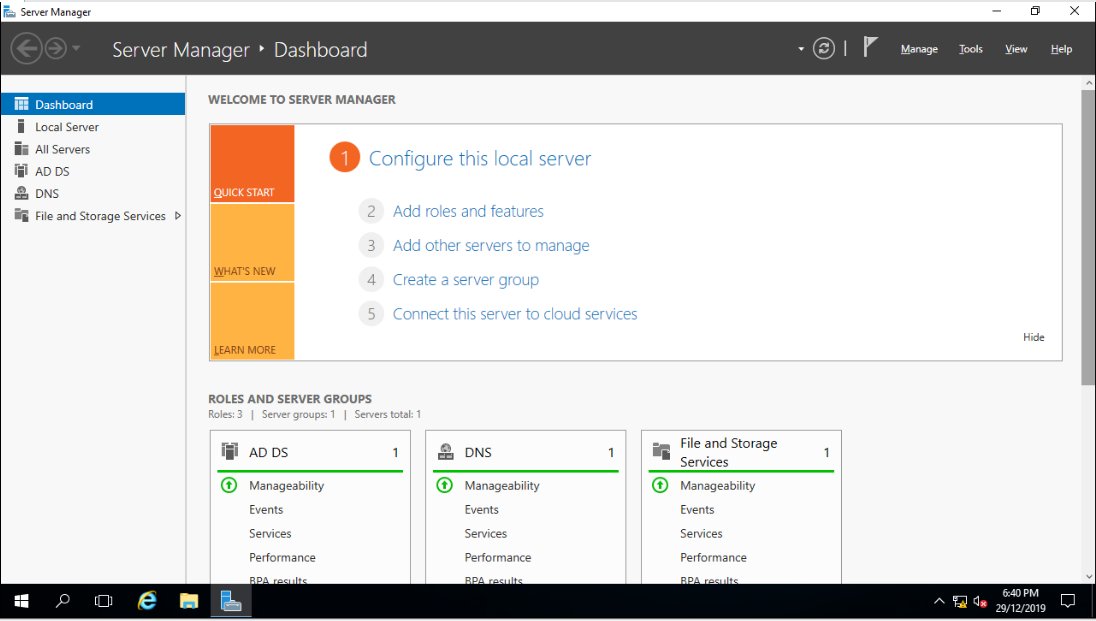 Server Manager
Server Manager ‣ Dashboard
Manage Tools View Help
Dashboard
Local Server
All Servers
AD DS
DNS
File and Storage Services
WELCOME TO SERVER MANAGER
QUICK START
WHAT'S NEW
LEARN MORE
1 Configure this local server
2 Add roles and features
3 Add other servers to manage
4 Create a server group
5 Connect this server to cloud services
Hide
ROLES AND SERVER GROUPS
Roles: 3 | Server groups: 1 | Servers total: 1
AD DS 1
Manageability
Events
Services
Performance
BPA results
DNS 1
Manageability
Events
Services
Performance
BPA results
File and Storage
Services 1
Manageability
Events
Services
Performance
BPA results
6:40 PM
29/12/2019